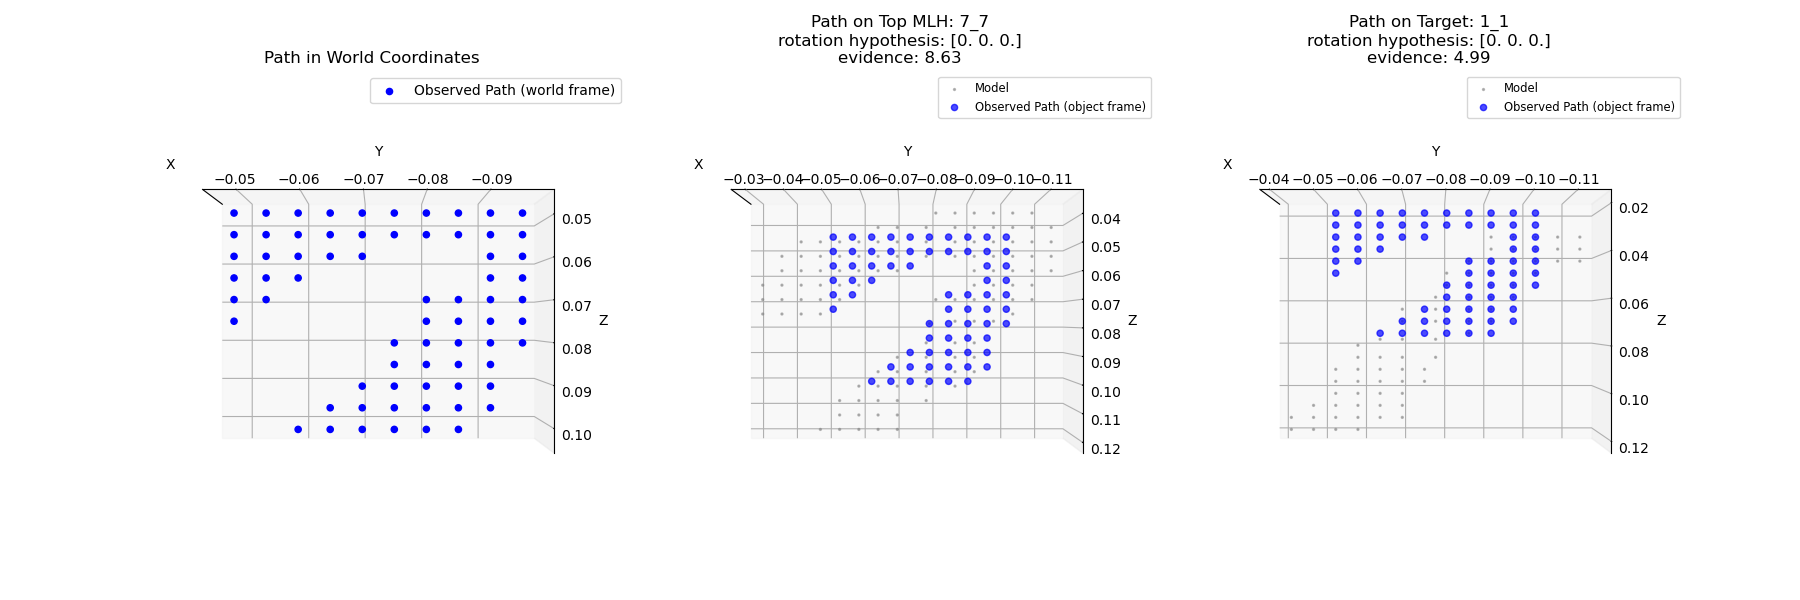 Path in World Coordinates
Observed Path (world frame)
X
Y
−0.05 −0.06 −0.07 −0.08 −0.09
0.05
0.06
0.07
Z
0.08
0.09
0.10
Path on Top MLH: 7_7
rotation hypothesis: [0. 0. 0.]
evidence: 8.63
Model
Observed Path (object frame)
X
Y
−0.03 −0.04 −0.05 −0.06 −0.07 −0.08 −0.09 −0.10 −0.11
0.04
0.05
0.06
0.07
Z
0.08
0.09
0.10
0.11
0.12
Path on Target: 1_1
rotation hypothesis: [0. 0. 0.]
evidence: 4.99
Model
Observed Path (object frame)
X
Y
−0.04 −0.05 −0.06 −0.07 −0.08 −0.09 −0.10 −0.11
0.02
0.04
0.06
Z
0.08
0.10
0.12